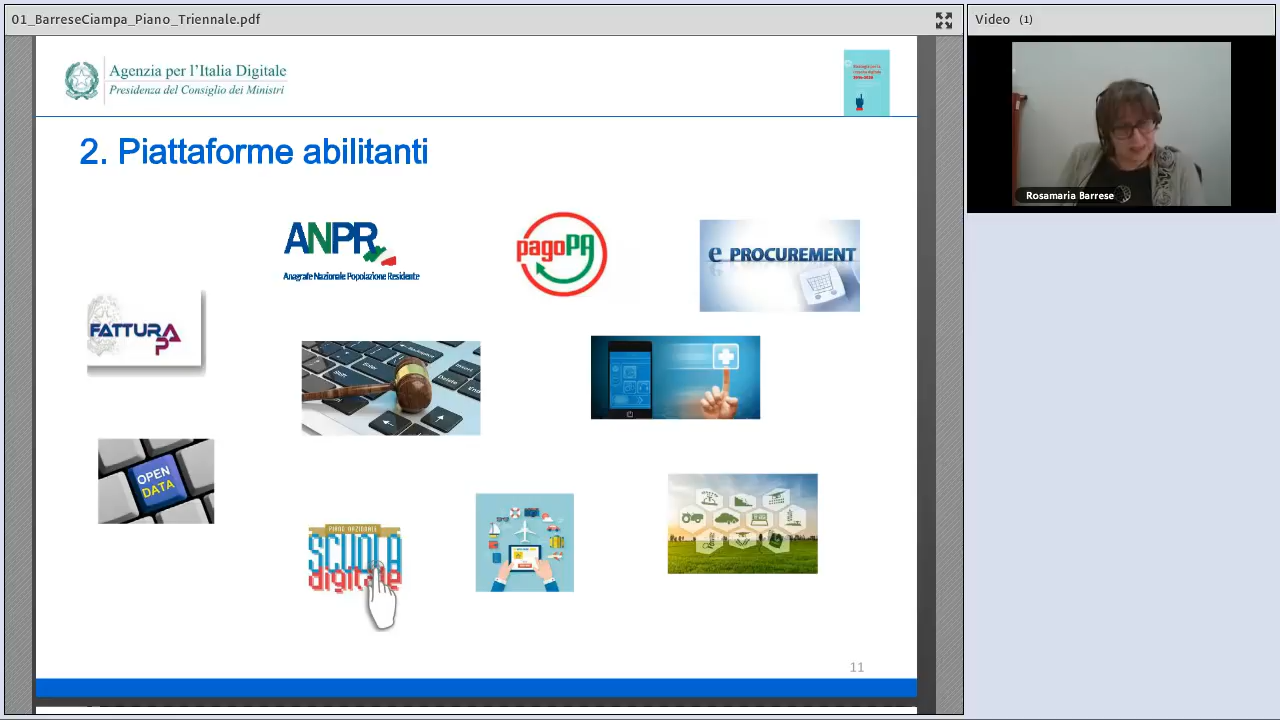 01_BarreseCiampa_Piano_Triennale.pdf
Video (1)
Agenzia per l'Italia Digitale
Presidenza del Consiglio dei Ministri
Rosamaria Barrese
2. Piattaforme abilitanti
ANPR
Anagrafe Nazionale Popolazione Residente
pagoPA
e PROCUREMENT
FATTURA
PA
OPEN
DATA
PIANO NAZIONALE
SCUOLA
digitale
11